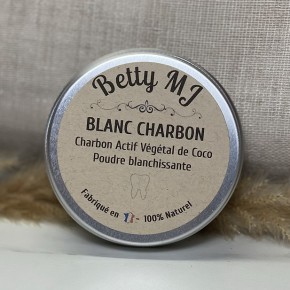 Betty MJ
BLANC CHARBON
Charbon Actif Végétal de Coco
Poudre blanchissante
Fabriqué en - 100% Naturel